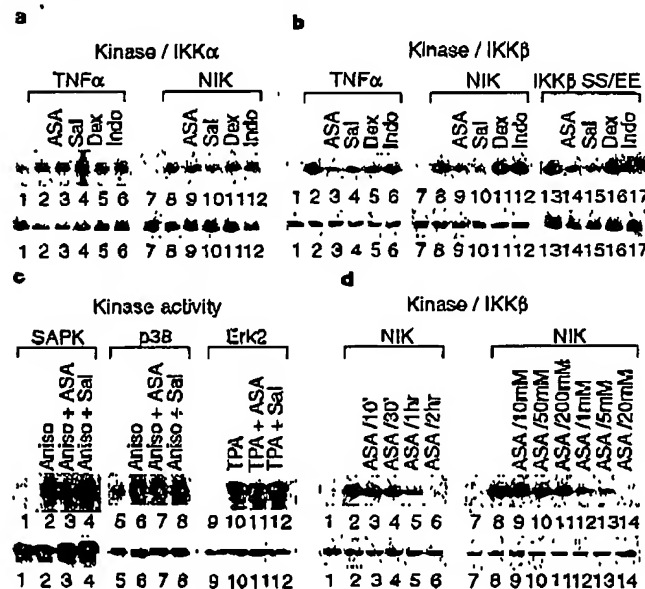 a
Kinase / IKKα
TNFα NIK
ASA Sal Dex Indo ASA Sal Dex Indo
1 2 3 4 5 6 7 8 9 10 11 12
1 2 3 4 5 6 7 8 9 10 11 12
b
Kinase / IKKβ
TNFα NIK IKKβ SS/EE
ASA Sal Dex Indo ASA Sal Dex Indo ASA Sal Dex Indo
1 2 3 4 5 6 7 8 9 10 11 12 13 14 15 16 17
1 2 3 4 5 6 7 8 9 10 11 12 13 14 15 16 17
c
Kinase activity
SAPK p38 Erk2
Aniso Aniso + ASA Aniso + Sal Aniso Aniso + ASA Aniso + Sal TPA TPA + ASA TPA + Sal
1 2 3 4 5 6 7 8 9 10 11 12
1 2 3 4 5 6 7 8 9 10 11 12
d
Kinase / IKKβ
NIK NIK
ASA /10' ASA /30' ASA /1hr ASA /2hr ASA /10mM ASA /50mM ASA /200mM ASA /1mM ASA /5mM ASA /20mM
1 2 3 4 5 6 7 8 9 10 11 12 13 14
1 2 3 4 5 6 7 8 9 10 11 12 13 14